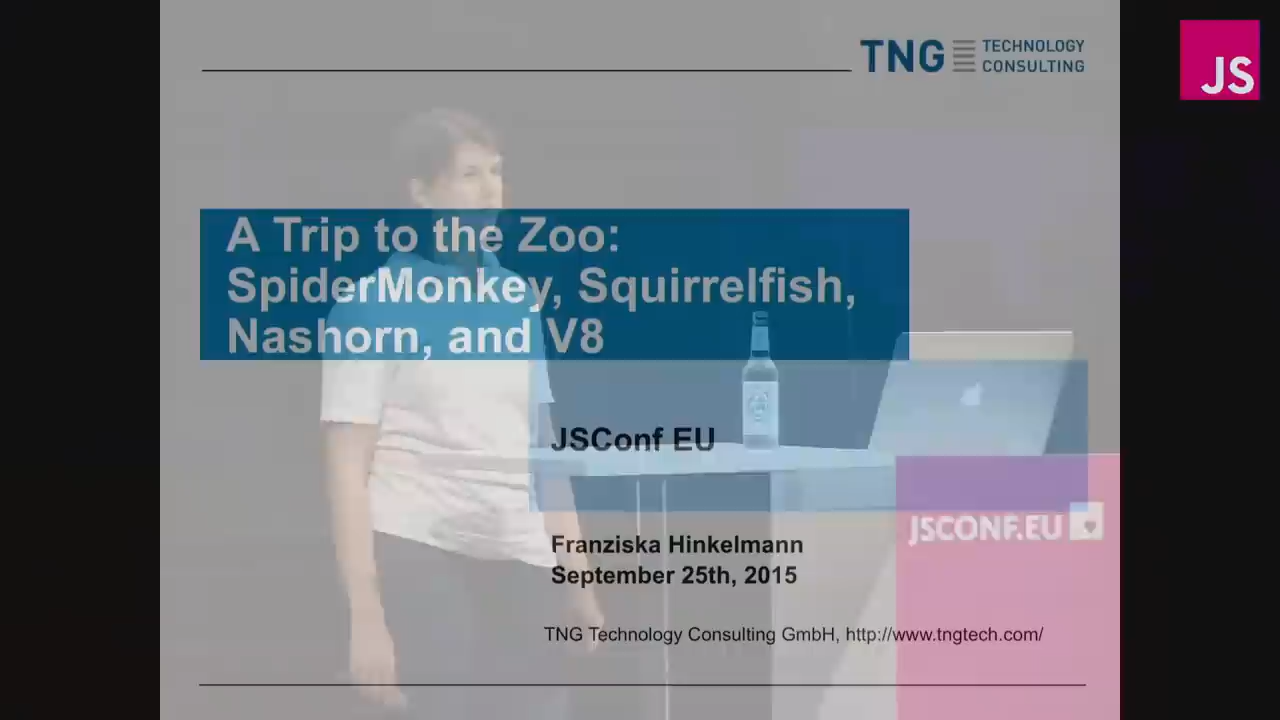 TNG TECHNOLOGY CONSULTING
JS
A Trip to the Zoo:
SpiderMonkey, Squirrelfish,
Nashorn, and V8
JSConf EU
JSCONF.EU
Franziska Hinkelmann
September 25th, 2015
TNG Technology Consulting GmbH, http://www.tngtech.com/